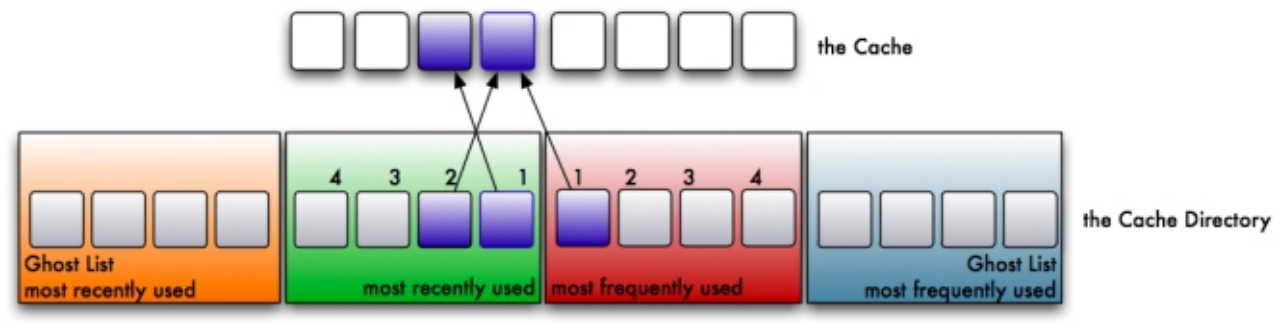 the Cache
4 3 2 1 1 2 3 4
the Cache Directory
Ghost List
most recently used
most recently used
most frequently used
Ghost List
most frequently used